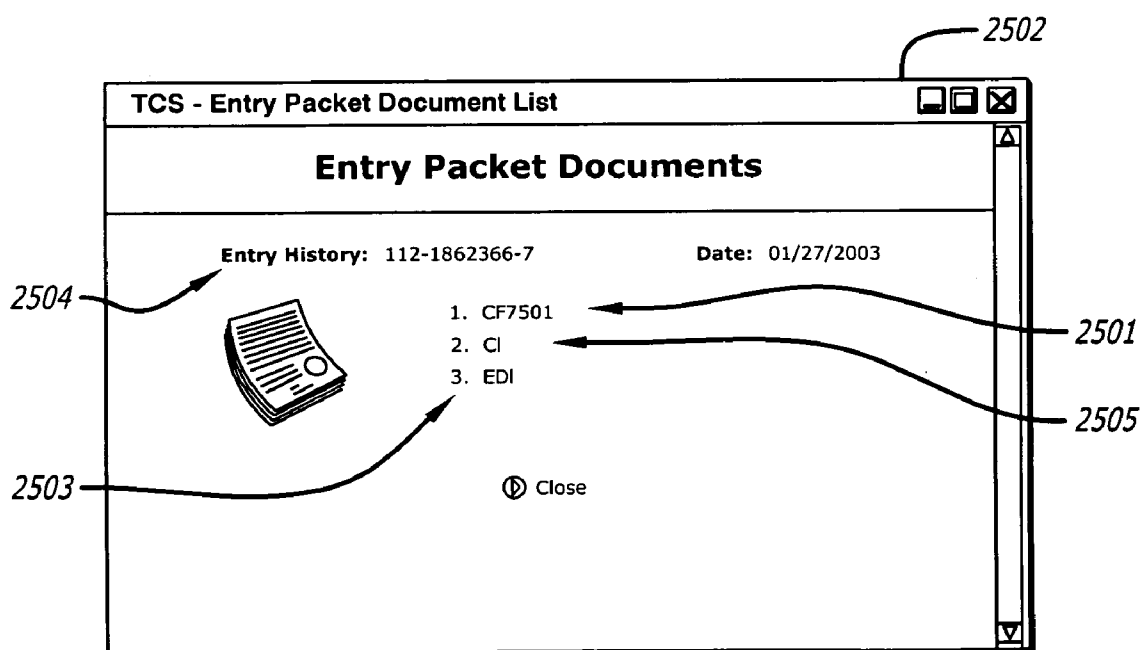 2502
TCS - Entry Packet Document List
Entry Packet Documents
Entry History: 112-1862366-7 Date: 01/27/2003
2504
1. CF7501
2501
2. CI
3. EDI
2505
2503
Close